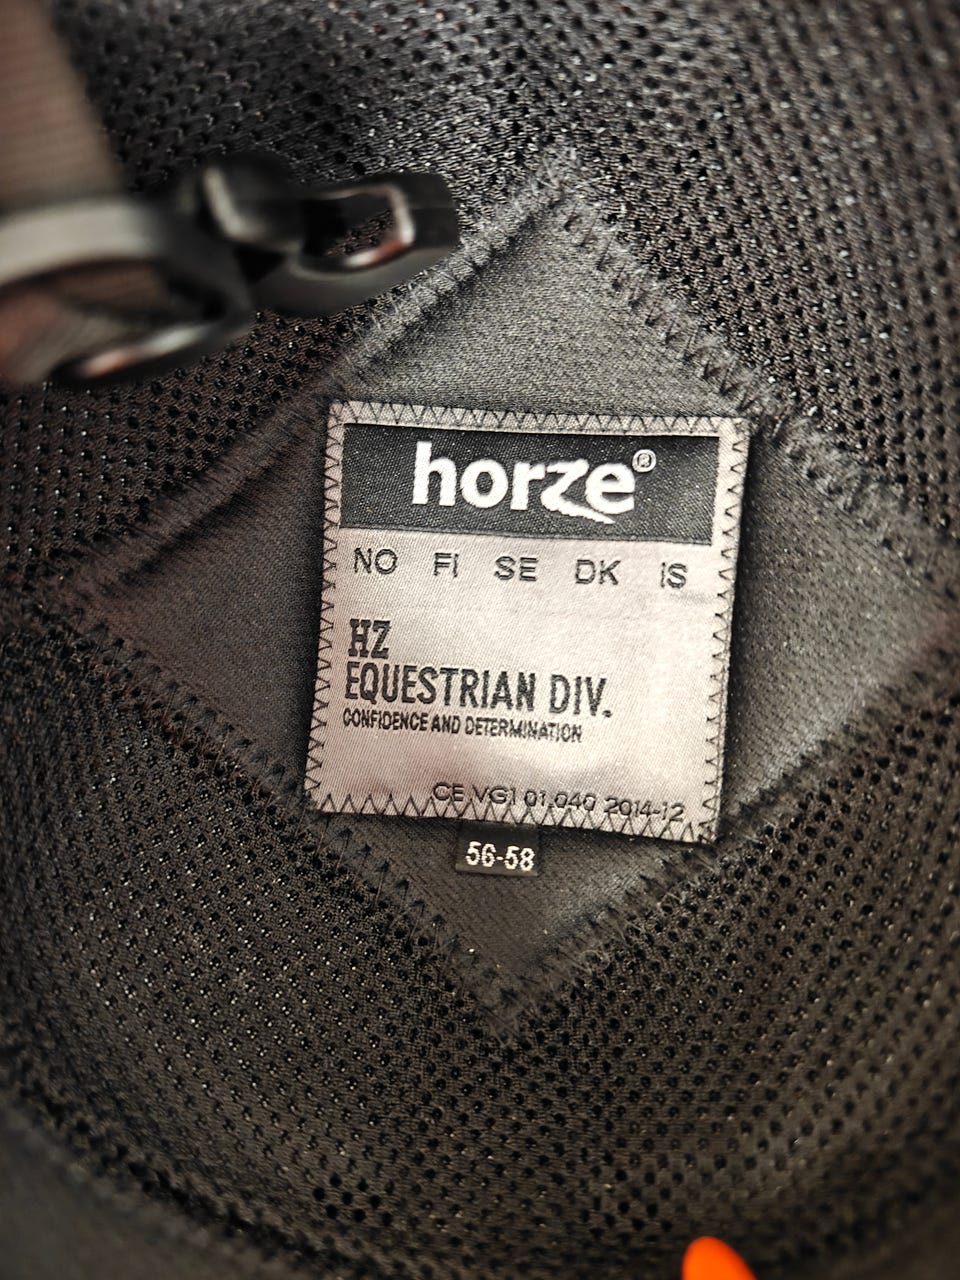 horze®
NO FI SE DK IS
HZ
EQUESTRIAN DIV.
CONFIDENCE AND DETERMINATION
CE VG1 01.040 2014-12
56-58